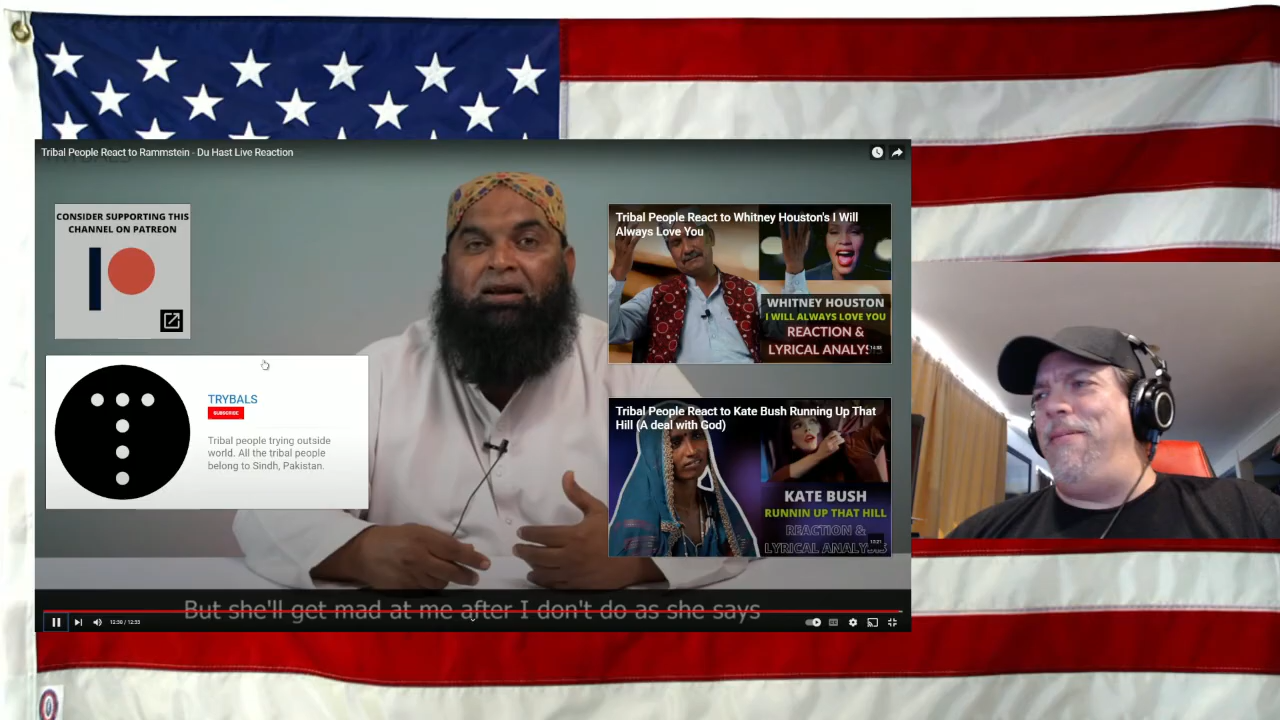 Tribal People React to Rammstein - Du Hast Live Reaction
CONSIDER SUPPORTING THIS
CHANNEL ON PATREON
TRYBALS
SUBSCRIBE
Tribal people trying outside
world. All the tribal people
belong to Sindh, Pakistan.
Tribal People React to Whitney Houston's I Will
Always Love You
WHITNEY HOUSTON
I WILL ALWAYS LOVE YOU
REACTION &
LYRICAL ANALYSIS
14:58
Tribal People React to Kate Bush Running Up That
Hill (A deal with God)
KATE BUSH
RUNNIN UP THAT HILL
REACTION &
LYRICAL ANALYSIS
But she'll get mad at me after I don't do as she says